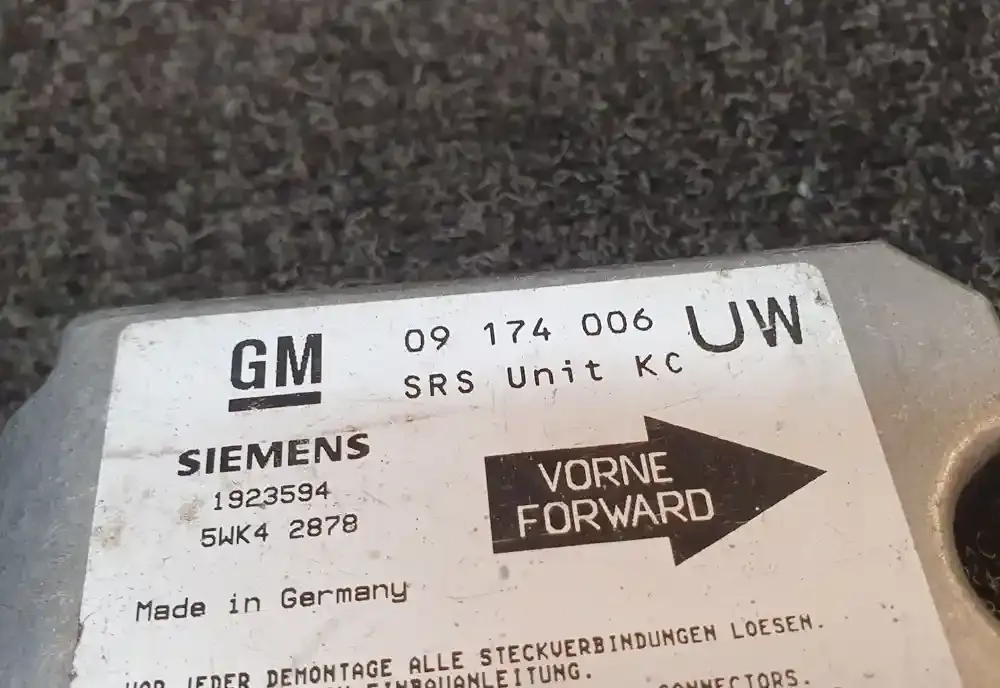 GM
09 174 006 UW
SRS Unit KC
SIEMENS
1923594
5WK4 2878
VORNE
FORWARD
Made in Germany
VOR JEDER DEMONTAGE ALLE STECKVERBINDUNGEN LOESEN.
EINBAUANLEITUNG.
CONNECTORS.